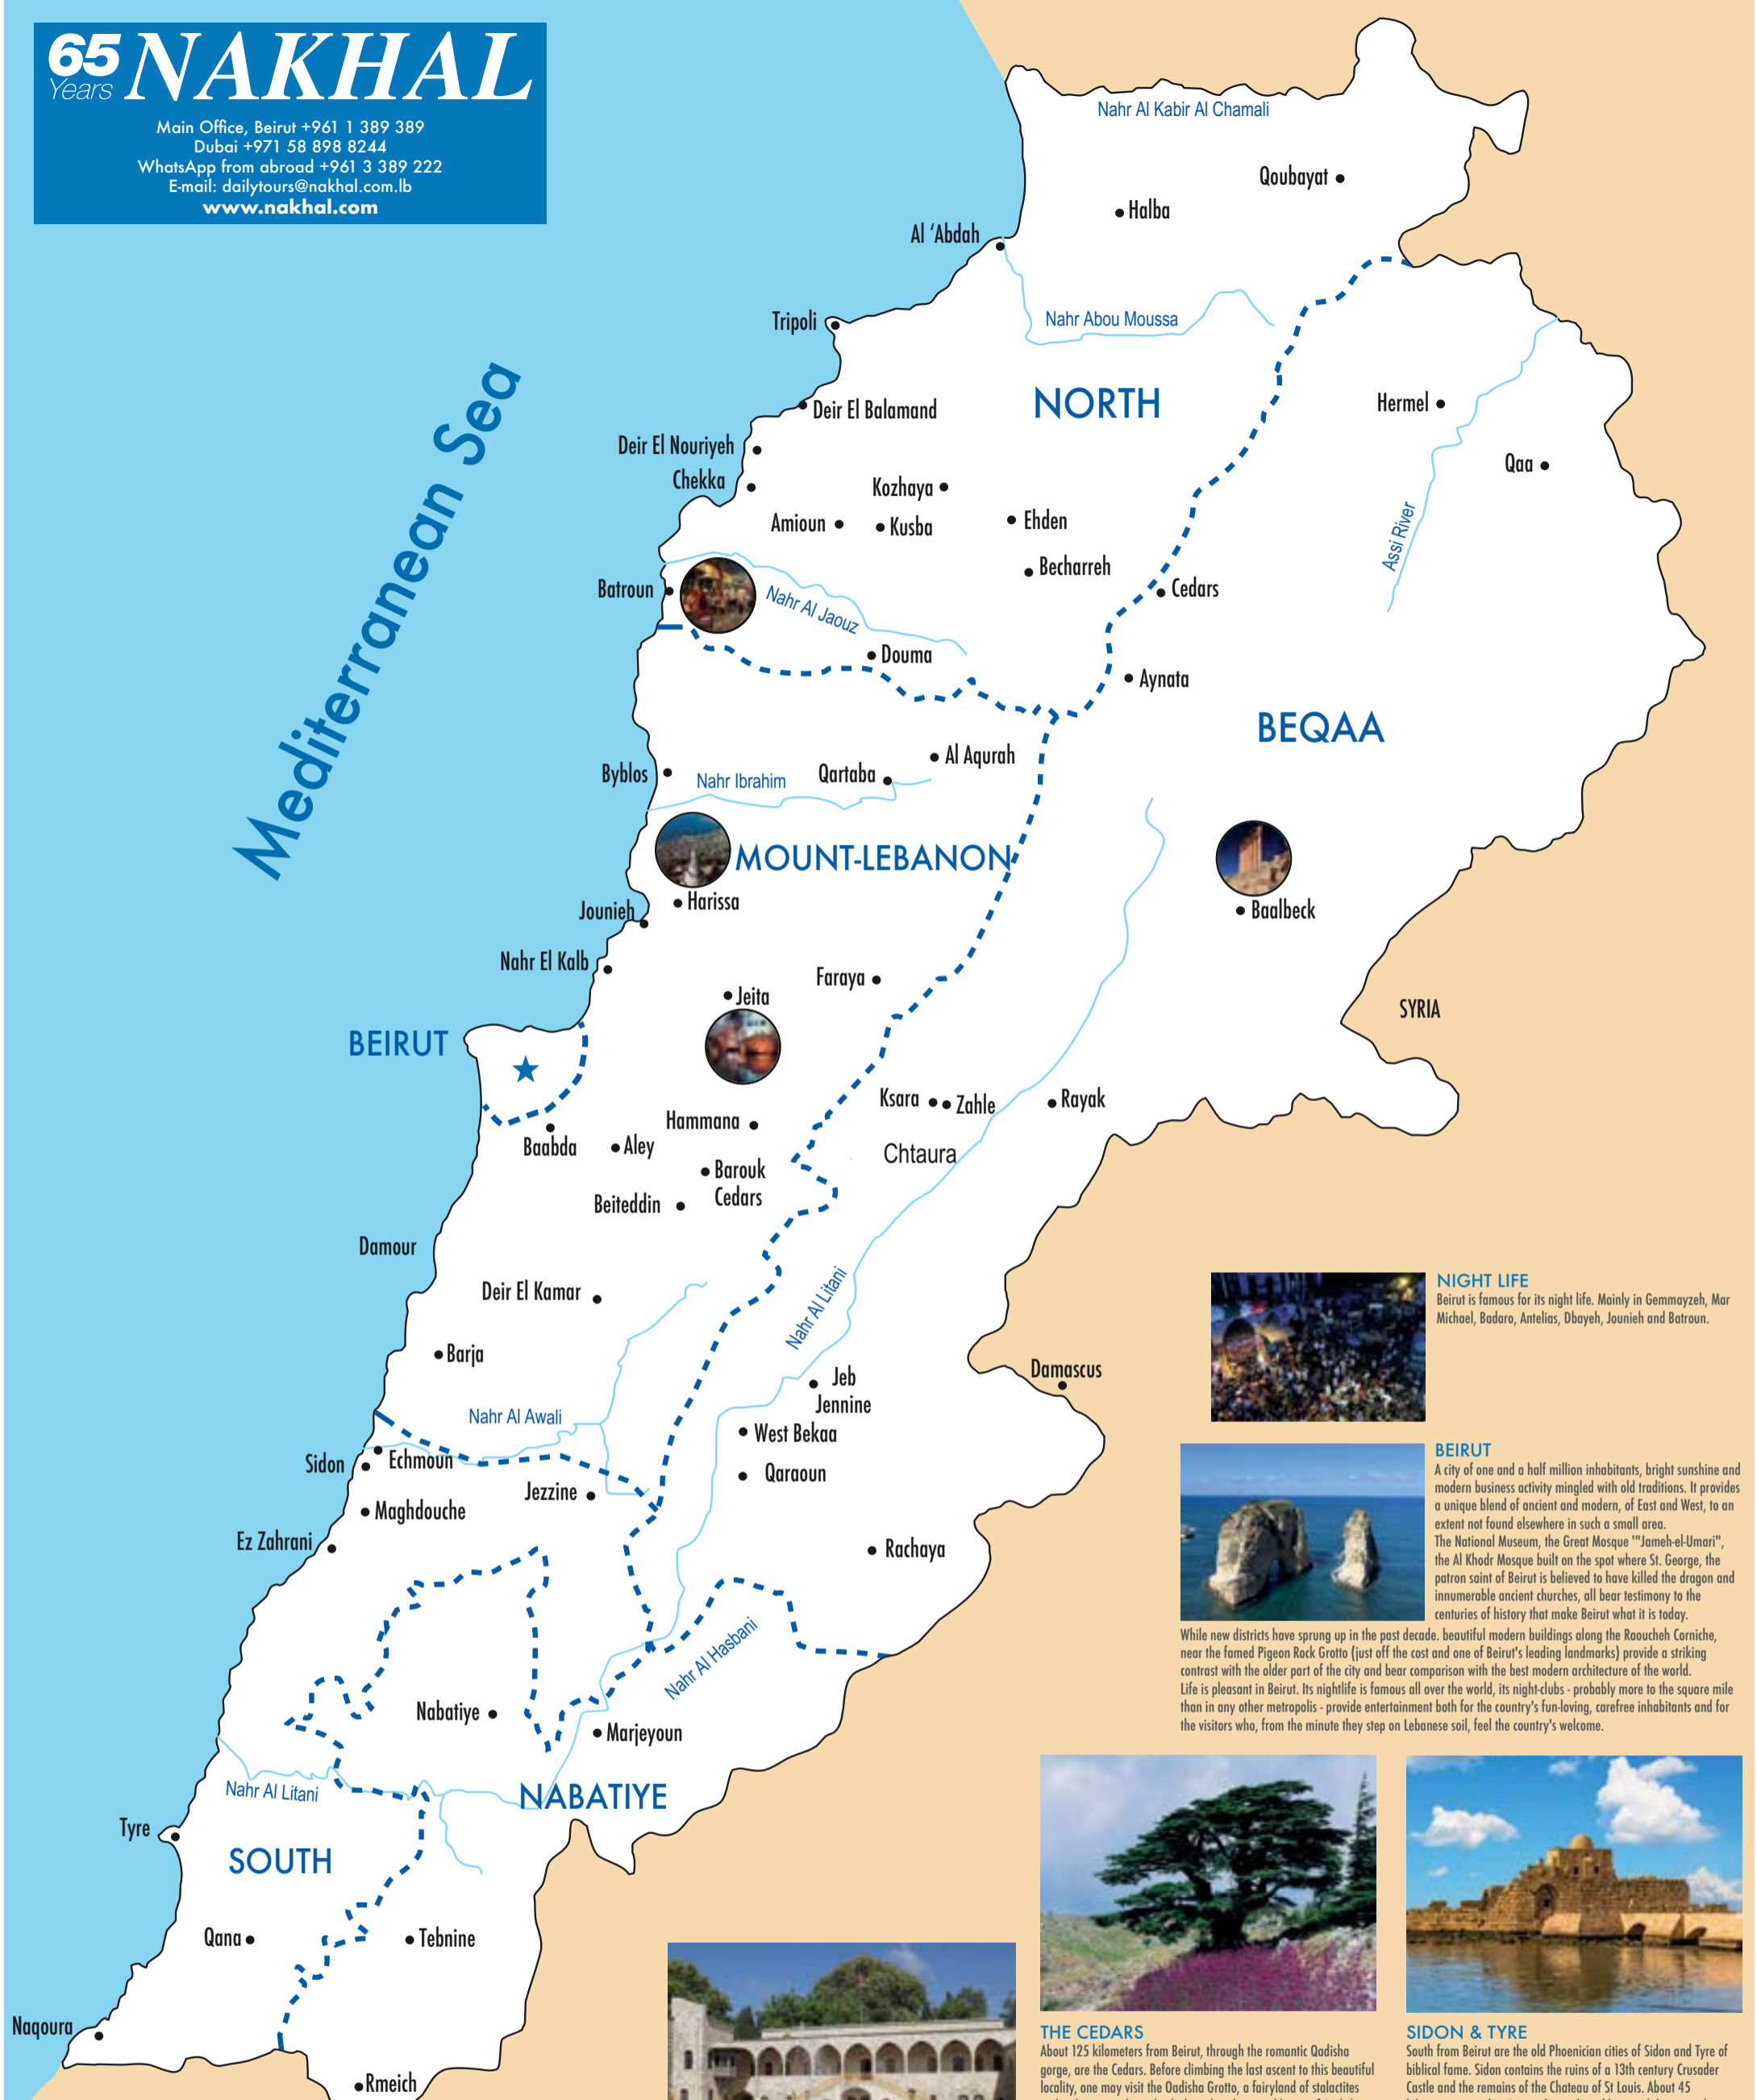 65 NAKHAL
Years
Main Office, Beirut +961 1 389 389
Dubai +971 58 898 8244
WhatsApp from abroad +961 3 389 222
E-mail: dailytours@nakhal.com.lb
www.nakhal.com
Mediterranean Sea
Nahr Al Kabir Al Chamali
Qoubayat
Halba
Al ‘Abdah
Nahr Abou Moussa
Tripoli
NORTH
Hermel
Deir El Balamand
Deir El Nouriyeh
Qaa
Chekka
Kozhaya
Amioun
Kusba
Ehden
Assi River
Becharreh
Batroun
Cedars
Nahr Al Jaouz
Douma
Aynata
BEQAA
Al Aqurah
Byblos
Nahr Ibrahim
Qartaba
MOUNT-LEBANON
Harissa
Jounieh
Baalbeck
Nahr El Kalb
Faraya
Jeita
SYRIA
BEIRUT
Ksara
Zahle
Rayak
Hammana
Baabda
Aley
Chtaura
Barouk
Cedars
Beiteddin
Damour
Deir El Kamar
Nahr Al Litani
Barja
Jeb
Jennine
Damascus
Nahr Al Awali
West Bekaa
Sidon
Echmoun
Qaraoun
Jezzine
Maghdouche
Ez Zahrani
Rachaya
Nahr Al Hasbani
Nabatiye
Marjeyoun
Nahr Al Litani
NABATIYE
Tyre
SOUTH
Qana
Tebnine
Naqoura
Rmeich
NIGHT LIFE
Beirut is famous for its night life. Mainly in Gemmayzeh, Mar
Michael, Badaro, Antelias, Dbayeh, Jounieh and Batroun.
BEIRUT
A city of one and a half million inhabitants, bright sunshine and
modern business activity mingled with old traditions. It provides
a unique blend of ancient and modern, of East and West, to an
extent not found elsewhere in such a small area.
The National Museum, the Great Mosque '"Jameh-el-Umari",
the Al Khodr Mosque built on the spot where St. George, the
patron saint of Beirut is believed to have killed the dragon and
innumerable ancient churches, all bear testimony to the
centuries of history that make Beirut what it is today.
While new districts have sprung up in the past decade. beautiful modern buildings along the Raoucheh Corniche,
near the famed Pigeon Rock Grotto (just off the cost and one of Beirut's leading landmarks) provide a striking
contrast with the older part of the city and bear comparison with the best modern architecture of the world.
Life is pleasant in Beirut. Its nightlife is famous all over the world, its night-clubs - probably more to the square mile
than in any other metropolis - provide entertainment both for the country's fun-loving, carefree inhabitants and for
the visitors who, from the minute they step on Lebanese soil, feel the country's welcome.
THE CEDARS
About 125 kilometers from Beirut, through the romantic Qadisha
gorge, are the Cedars. Before climbing the last ascent to this beautiful
locality, one may visit the Qadisha Grotto, a fairyland of stalactites
SIDON & TYRE
South from Beirut are the old Phoenician cities of Sidon and Tyre of
biblical fame. Sidon contains the ruins of a 13th century Crusader
Castle and the remains of the Chateau of St Louis. About 45